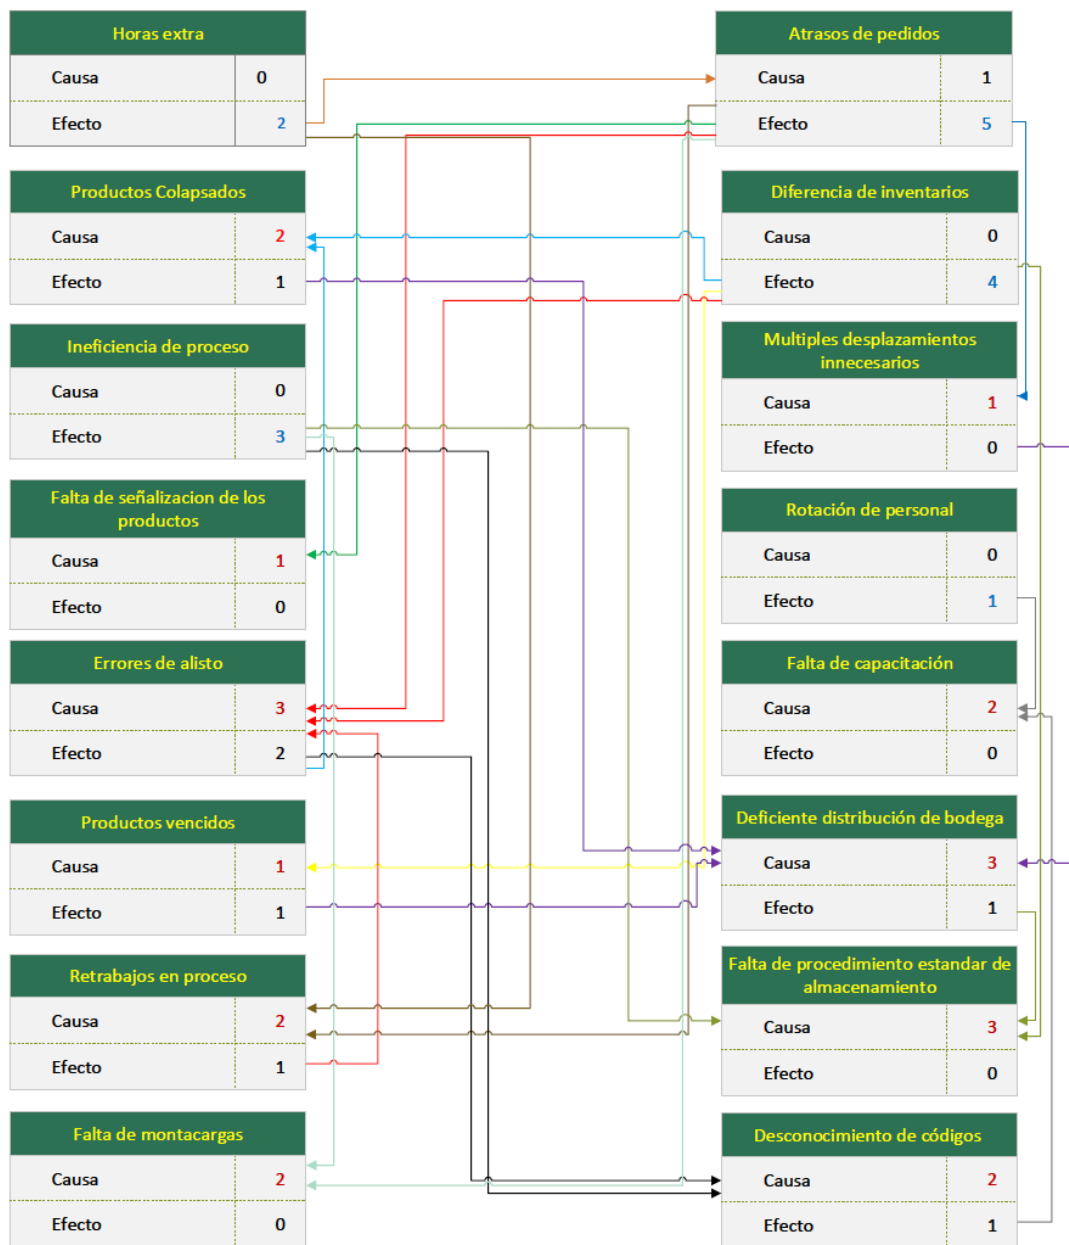 Horas extra
Causa 0
Efecto 2
Productos Colapsados
Causa 2
Efecto 1
Ineficiencia de proceso
Causa 0
Efecto 3
Falta de señalizacion de los
productos
Causa 1
Efecto 0
Errores de alisto
Causa 3
Efecto 2
Productos vencidos
Causa 1
Efecto 1
Retrabajos en proceso
Causa 2
Efecto 1
Falta de montacargas
Causa 2
Efecto 0
Atrasos de pedidos
Causa 1
Efecto 5
Diferencia de inventarios
Causa 0
Efecto 4
Multiples desplazamientos
innecesarios
Causa 1
Efecto 0
Rotación de personal
Causa 0
Efecto 1
Falta de capacitación
Causa 2
Efecto 0
Deficiente distribución de bodega
Causa 3
Efecto 1
Falta de procedimiento estandar de
almacenamiento
Causa 3
Efecto 0
Desconocimiento de códigos
Causa 2
Efecto 1